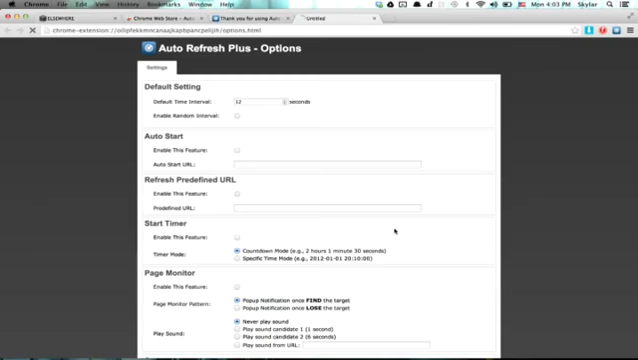 Chrome File Edit View History Bookmarks Window Help Mon 4:03 PM Skylar
ELSEWHERE Chrome Web Store - Auto Thank you for using Auto Untitled
Auto Refresh Plus - Options
Settings
Default Setting
Default Time Interval: 12 seconds
Enable Random Interval:
Auto Start
Enable This Feature:
Auto Start URL:
Refresh Predefined URL
Enable This Feature:
Predefined URL:
Start Timer
Enable This Feature:
Timer Mode: Countdown Mode (e.g., 2 hours 1 minute 30 seconds)
Specific Time Mode (e.g., 2012-01-01 20:10:00)
Page Monitor
Enable This Feature:
Page Monitor Pattern: Popup Notification once FIND the target
Popup Notification once LOSE the target
Never play sound
Play Sound: Play sound candidate 1 (1 second)
Play sound candidate 2 (6 seconds)
Play sound from URL: